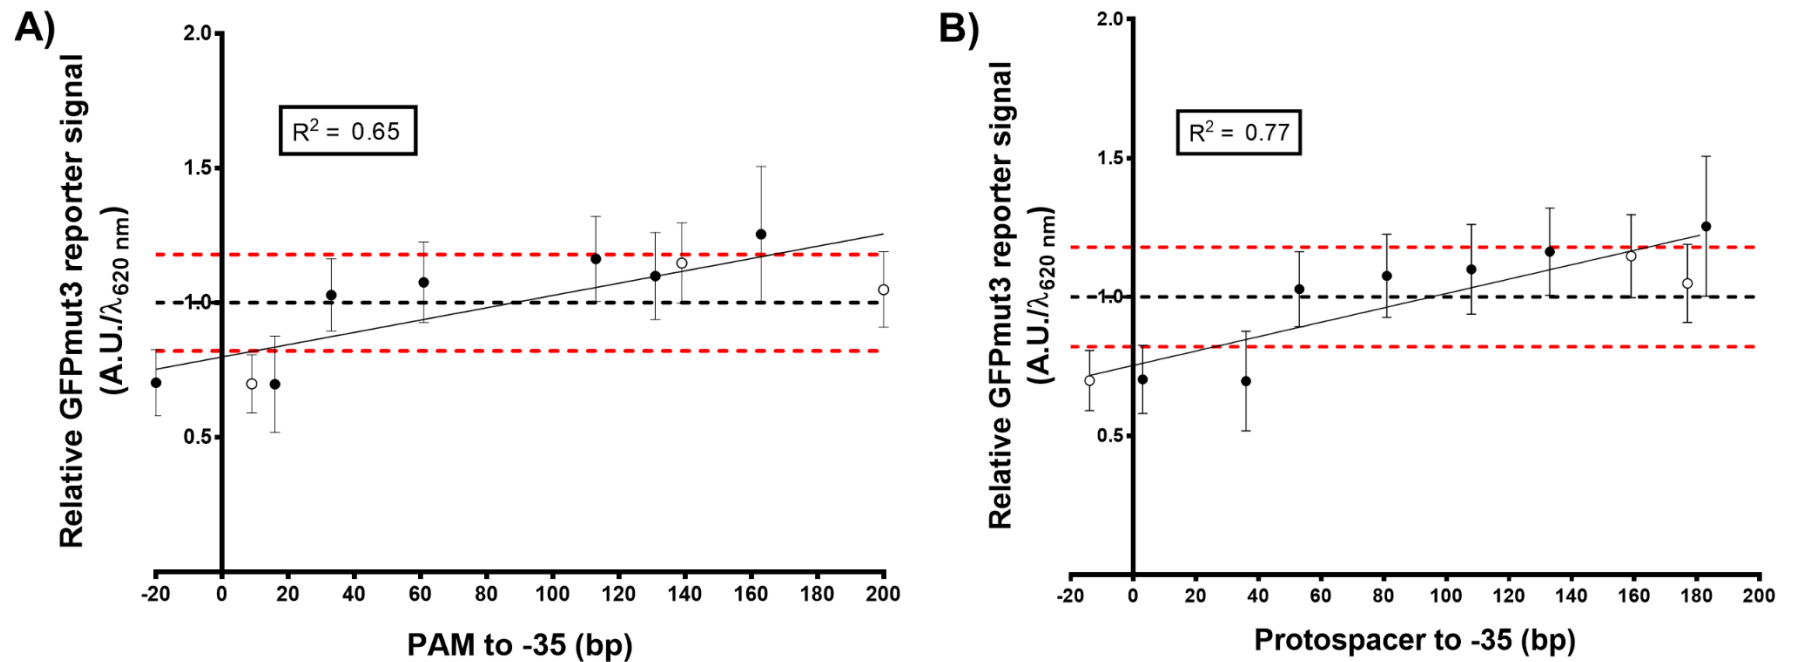 A)
Relative GFPmut3 reporter signal
(A.U./λ620 nm)
2.0
1.5
1.0
0.5
R2 = 0.65
-20 0 20 40 60 80 100 120 140 160 180 200
PAM to -35 (bp)
B)
Relative GFPmut3 reporter signal
(A.U./λ620 nm)
2.0
1.5
1.0
0.5
R2 = 0.77
-20 0 20 40 60 80 100 120 140 160 180 200
Protospacer to -35 (bp)